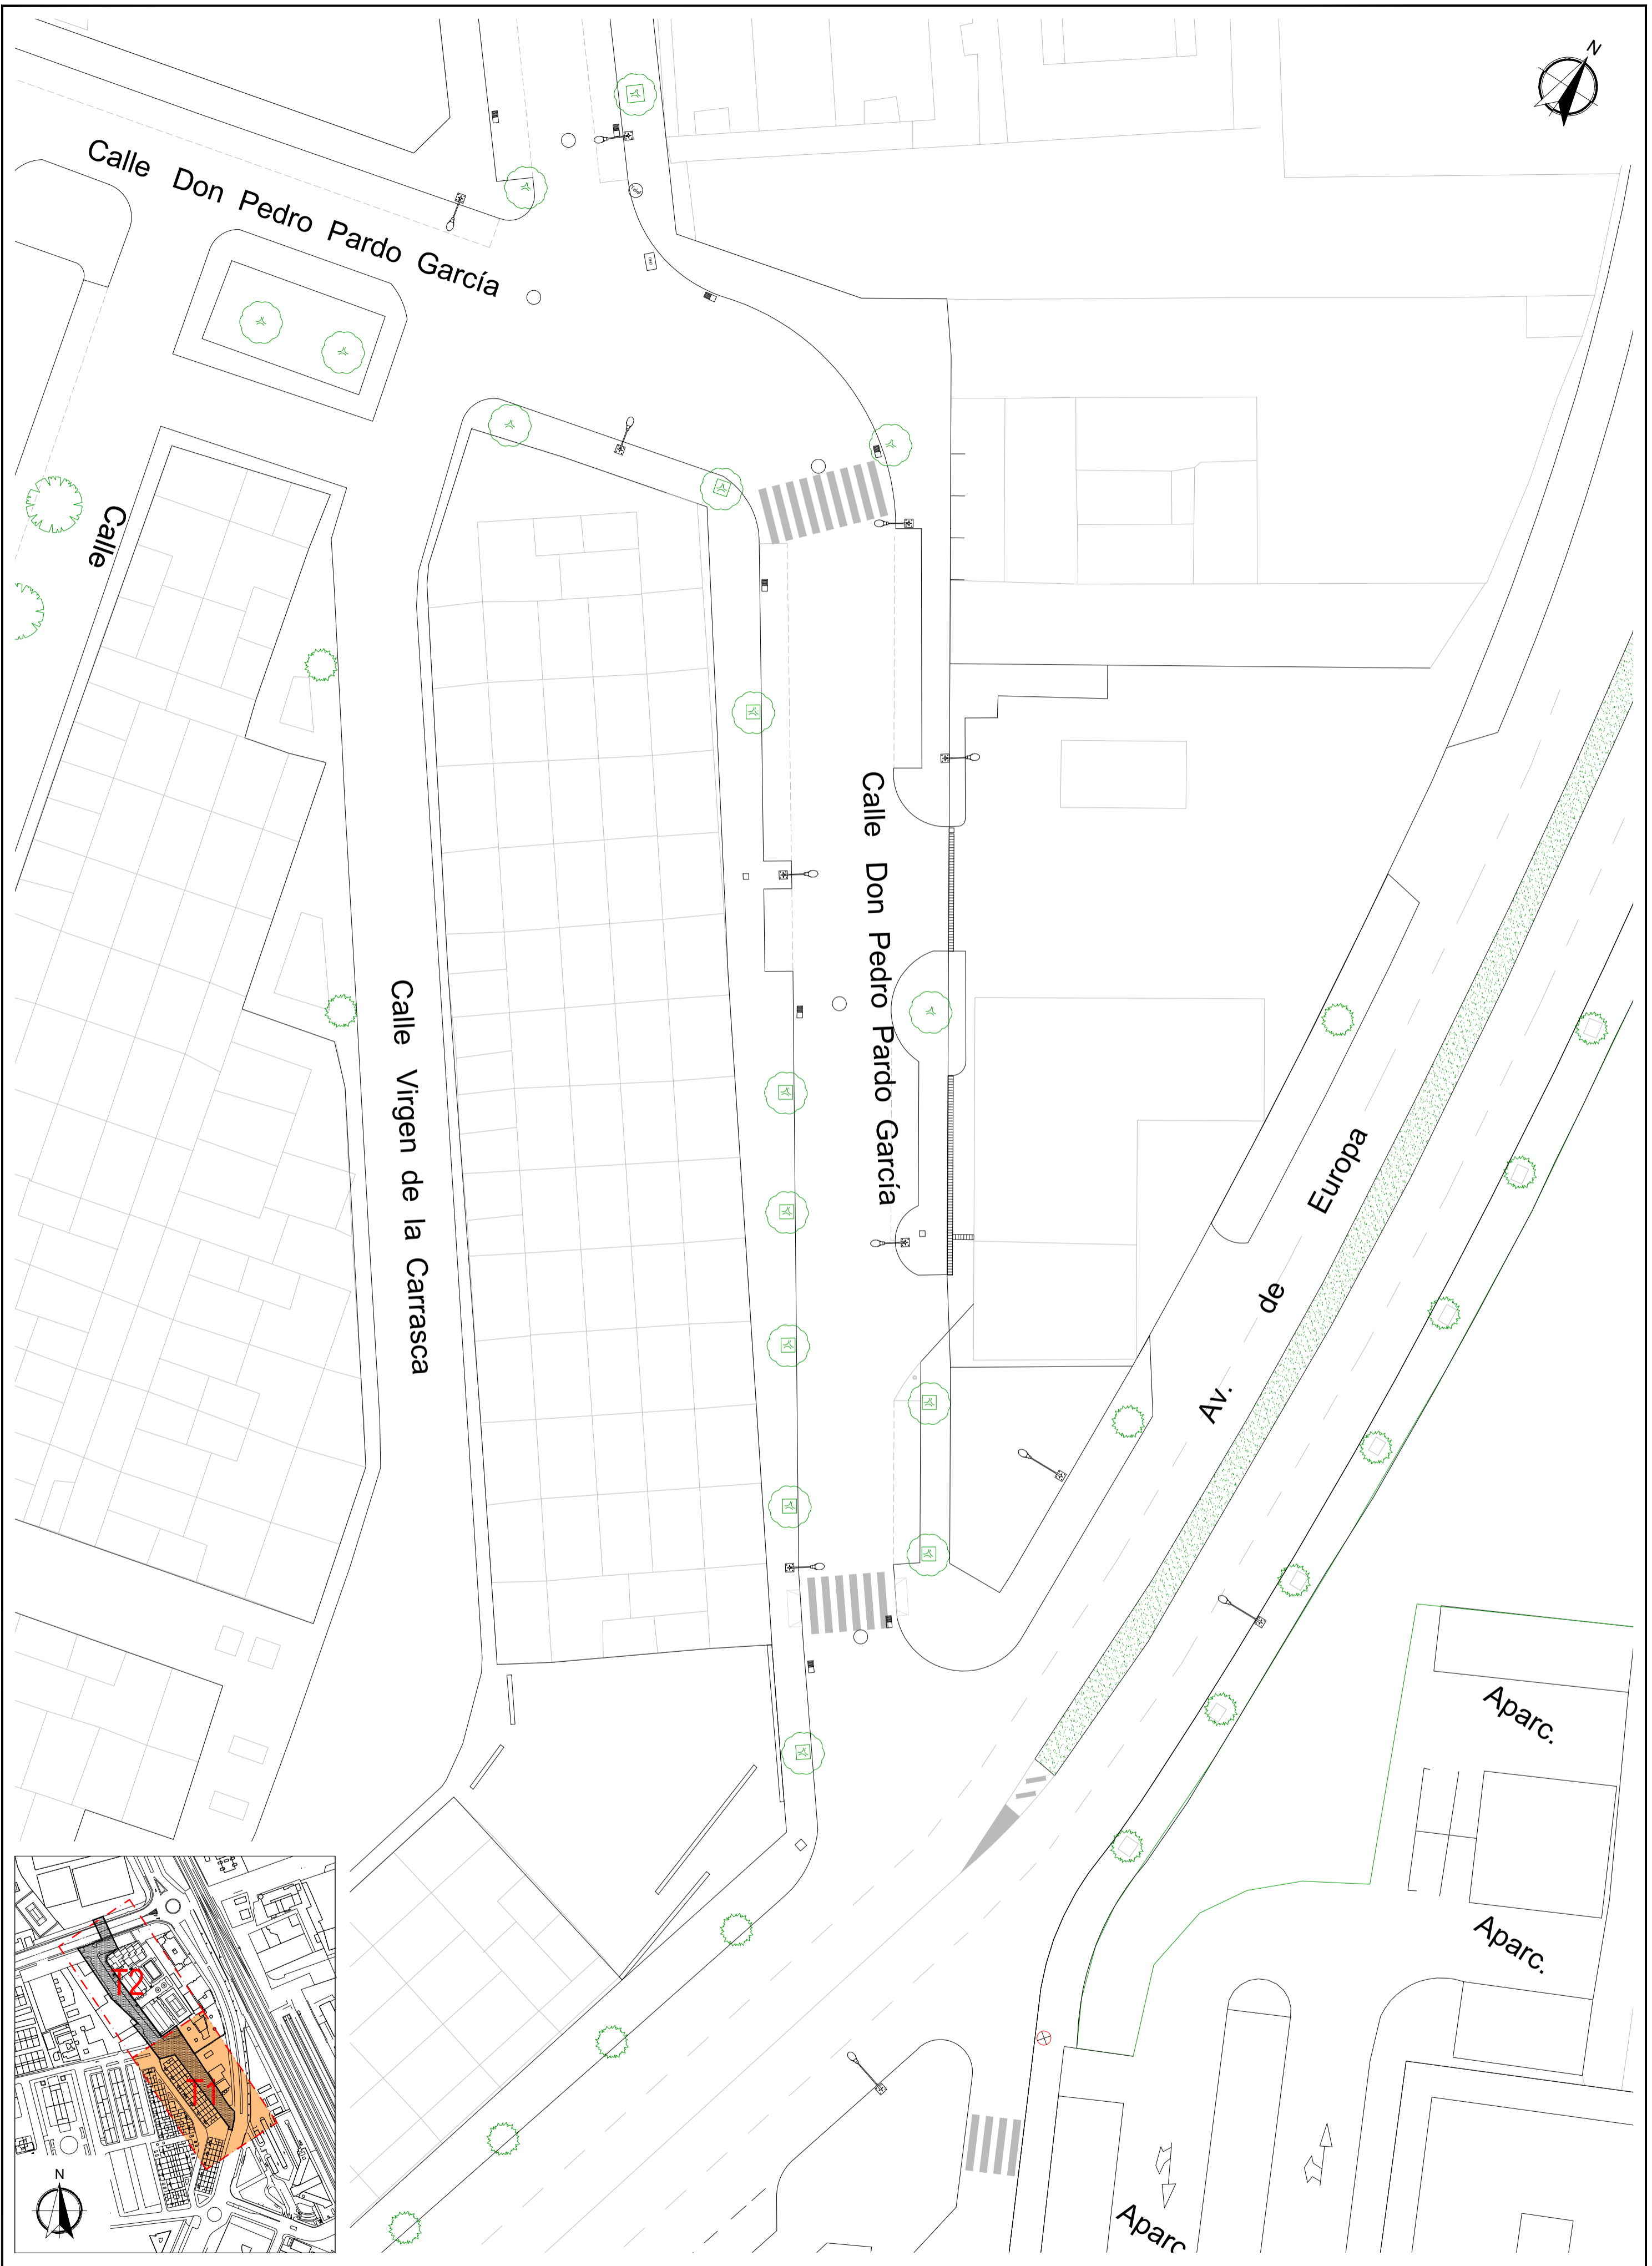 N
Calle Don Pedro Pardo García
Calle
Calle Don Pedro Pardo García
Calle Virgen de la Carrasca
Av. de Europa
Aparc.
Aparc.
Aparc
T2
T1
N